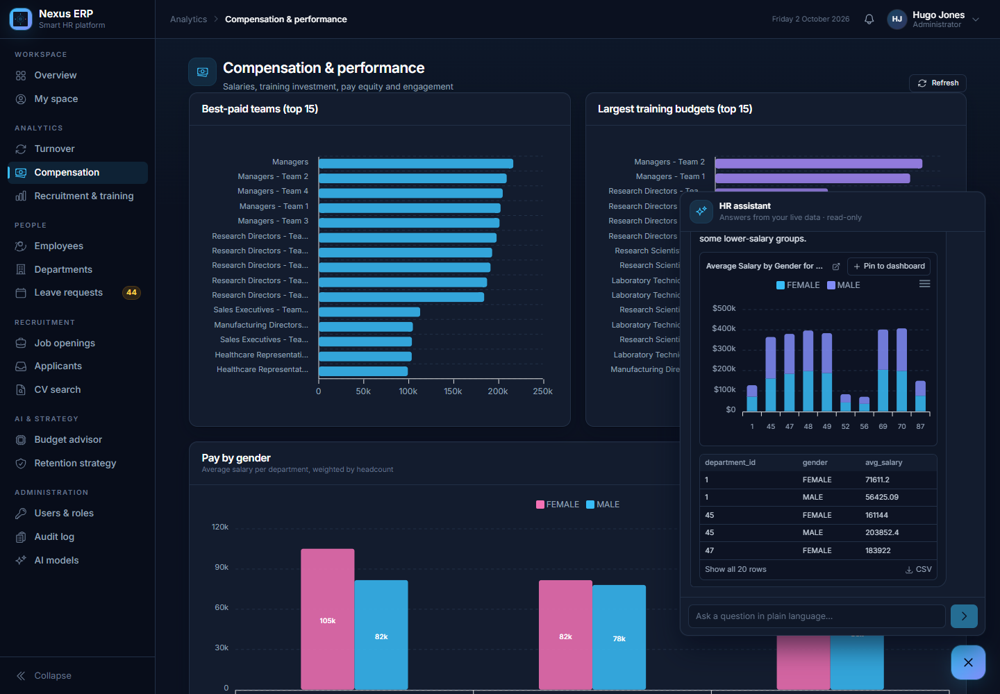 Nexus ERP
Smart HR platform
WORKSPACE
Overview
My space
ANALYTICS
Turnover
Compensation
Recruitment & training
PEOPLE
Employees
Departments
Leave requests 44
RECRUITMENT
Job openings
Applicants
CV search
AI & STRATEGY
Budget advisor
Retention strategy
ADMINISTRATION
Users & roles
Audit log
AI models
Collapse
Analytics Compensation & performance
Friday 2 October 2026
HJ
Hugo Jones
Administrator
Compensation & performance
Salaries, training investment, pay equity and engagement
Refresh
Best-paid teams (top 15)
Managers
Managers - Team 2
Managers - Team 4
Managers - Team 1
Managers - Team 3
Research Directors - Tea...
Research Directors - Tea...
Research Directors - Tea...
Research Directors - Tea...
Research Directors - Tea...
Sales Executives - Team...
Manufacturing Directors...
Sales Executives - Tea...
Healthcare Representati...
Healthcare Representat...
0 50k 100k 150k 200k 250k
Largest training budgets (top 15)
Managers - Team 2
Managers - Team 1
Research Directors - Tea...
Research Directors
Research Directors
Research Directors
Research Scientis
Research Scienti
Laboratory Technic
Laboratory Technic
Research Scienti
Laboratory Technic
Research Scienti
Laboratory Techni
Manufacturing Dire
Pay by gender
Average salary per department, weighted by headcount
FEMALE MALE
120k
90k
60k
30k
0
105k
82k
82k
78k
HR assistant
Answers from your live data · read-only
some lower-salary groups.
Average Salary by Gender for ...
Pin to dashboard
FEMALE MALE
$500k
$400k
$300k
$200k
$100k
$0
1 45 47 48 49 52 56 69 70 87
department_id gender avg_salary
1 FEMALE 71611.2
1 MALE 56425.09
45 FEMALE 161144
45 MALE 203852.4
47 FEMALE 183922
Show all 20 rows
CSV
Ask a question in plain language...